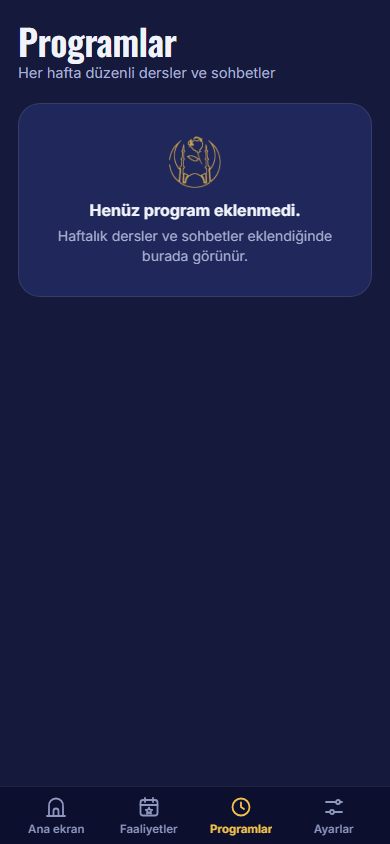 Programlar
Her hafta düzenli dersler ve sohbetler
Henüz program eklenmedi.
Haftalık dersler ve sohbetler eklendiğinde
burada görünür.
Ana ekran
Faaliyetler
Programlar
Ayarlar